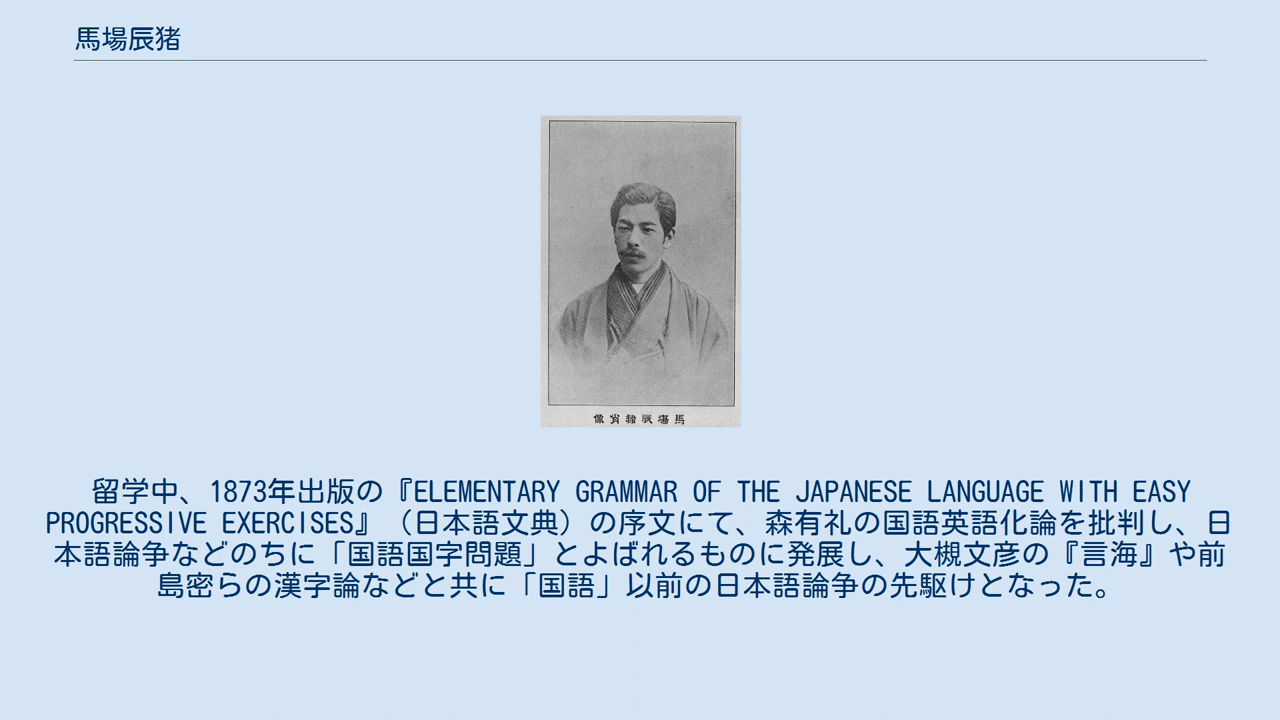 馬場辰猪
像肖猪辰場馬
留学中、1873年出版の『ELEMENTARY GRAMMAR OF THE JAPANESE LANGUAGE WITH EASY
PROGRESSIVE EXERCISES』（日本語文典）の序文にて、森有礼の国語英語化論を批判し、日
本語論争などのちに「国語国字問題」とよばれるものに発展し、大槻文彦の『言海』や前
島密らの漢字論などと共に「国語」以前の日本語論争の先駆けとなった。